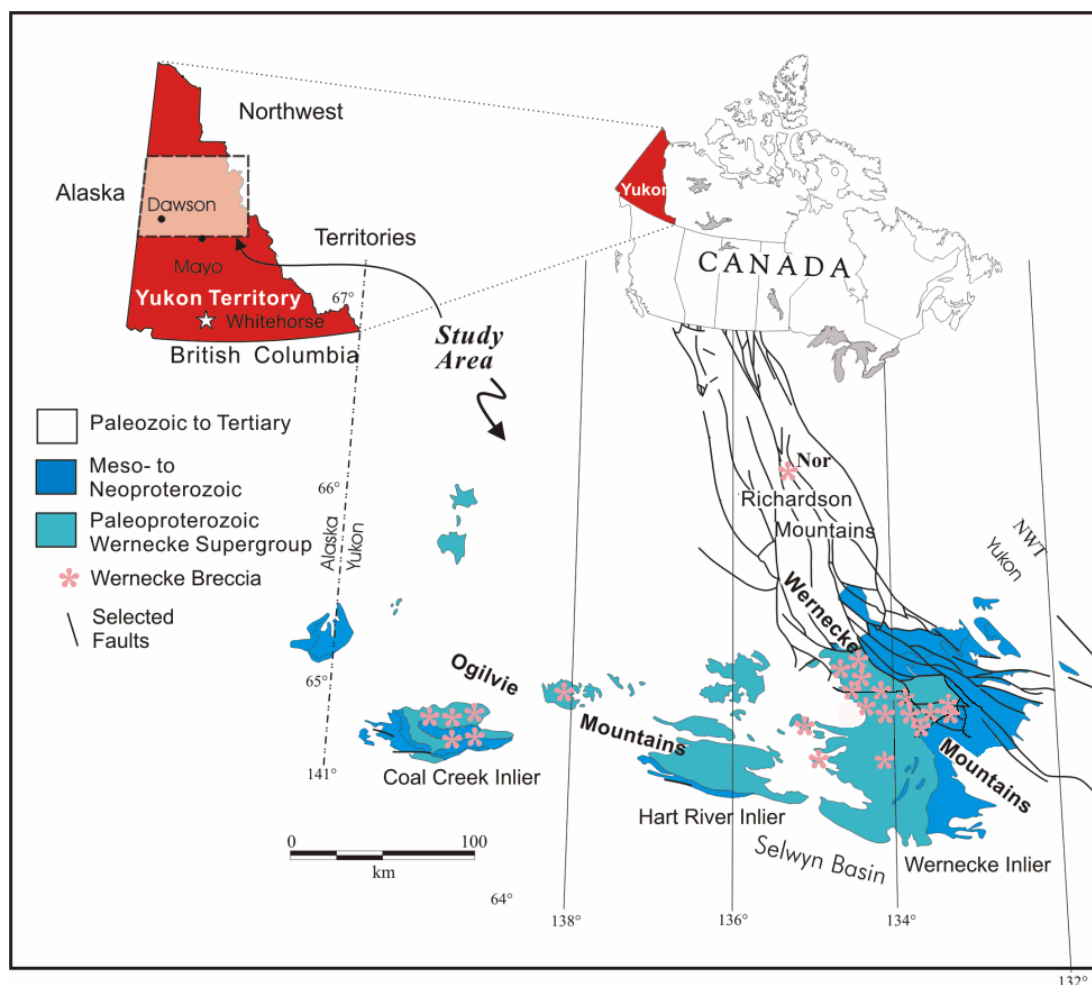 Northwest
Alaska
Dawson
Territories
Mayo
Yukon Territory
Whitehorse
British Columbia
Yukon
CANADA
67°
Study
Area
Paleozoic to Tertiary
Meso- to
Neoproterozoic
Paleoproterozoic
Wernecke Supergroup
Wernecke Breccia
Selected
Faults
66°
Alaska
Yukon
65°
141°
Nor
Richardson
Mountains
NWT
Yukon
Wernecke
Mountains
Ogilvie
Mountains
Coal Creek Inlier
Hart River Inlier
Selwyn Basin
Wernecke Inlier
0 100
km
64°
138° 136° 134°
132°